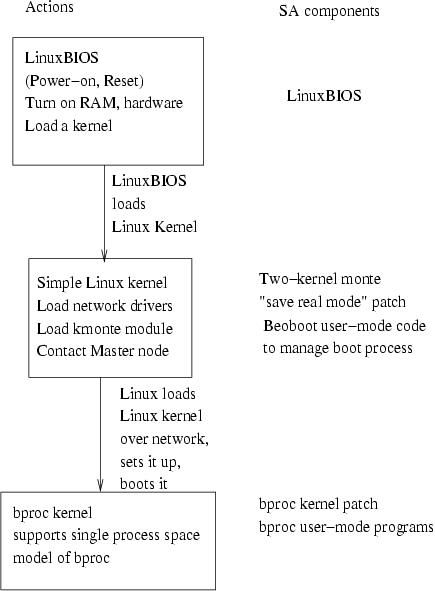 Actions
SA components
LinuxBIOS
(Power−on, Reset)
Turn on RAM, hardware
Load a kernel
LinuxBIOS
LinuxBIOS
loads
Linux Kernel
Simple Linux kernel
Load network drivers
Load kmonte module
Contact Master node
Two−kernel monte
"save real mode" patch
Beoboot user−mode code
to manage boot process
Linux loads
Linux kernel
over network,
sets it up,
boots it
bproc kernel
supports single process space
model of bproc
bproc kernel patch
bproc user−mode programs